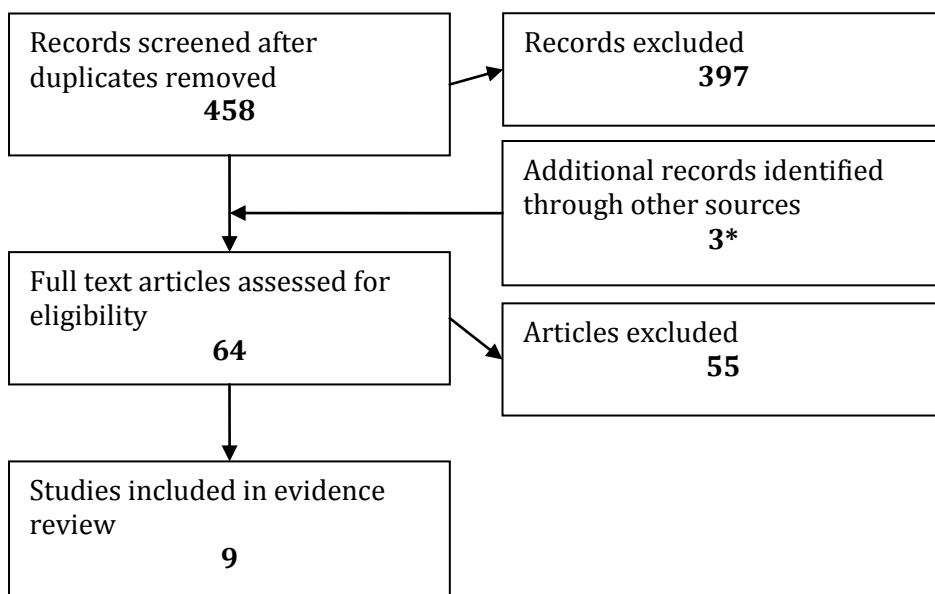 Records screened after
duplicates removed
458
Records excluded
397
Additional records identified
through other sources
3*
Full text articles assessed for
eligibility
64
Articles excluded
55
Studies included in evidence
review
9